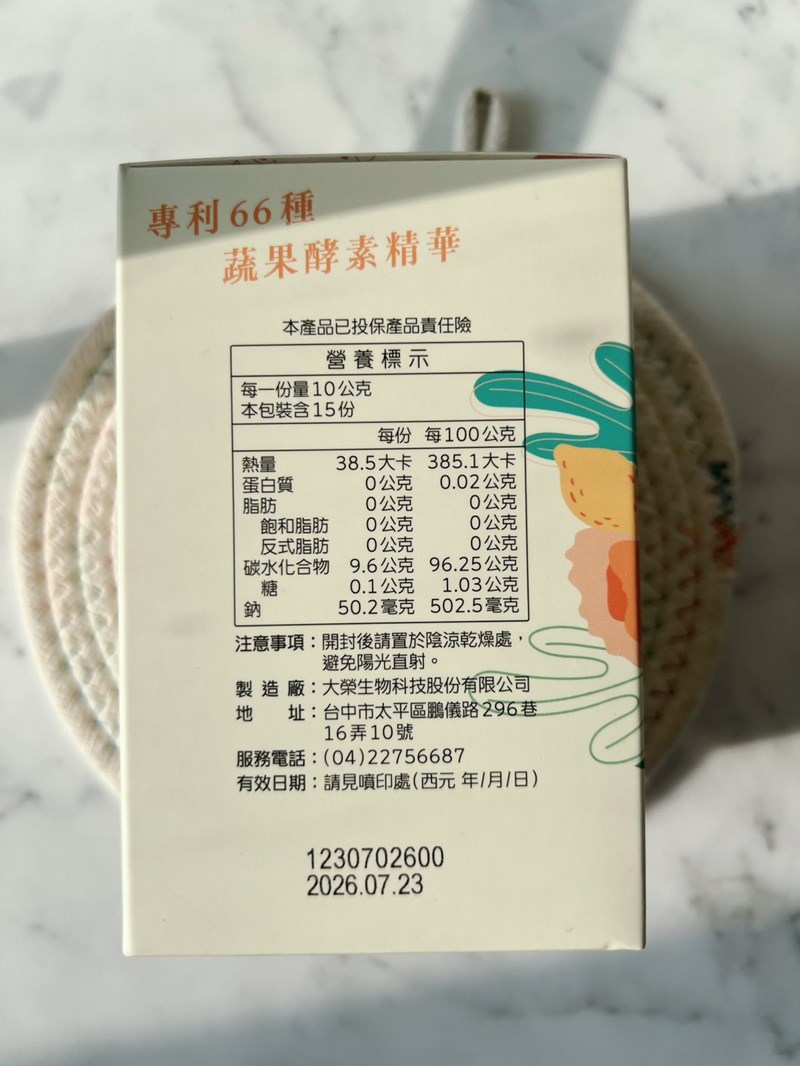 專利66種
蔬果酵素精華
本產品已投保產品責任險
營養標示
每一份量10公克
本包裝含15份
每份 每100公克
熱量 38.5大卡 385.1大卡
蛋白質 0公克 0.02公克
脂肪 0公克 0公克
飽和脂肪 0公克 0公克
反式脂肪 0公克 0公克
碳水化合物 9.6公克 96.25公克
糖 0.1公克 1.03公克
鈉 50.2毫克 502.5毫克
注意事項：開封後請置於陰涼乾燥處，
避免陽光直射。
製造廠：大榮生物科技股份有限公司
地址：台中市太平區鵬儀路296巷
16弄10號
服務電話：(04)22756687
有效日期：請見噴印處(西元 年/月/日)
1230702600
2026.07.23